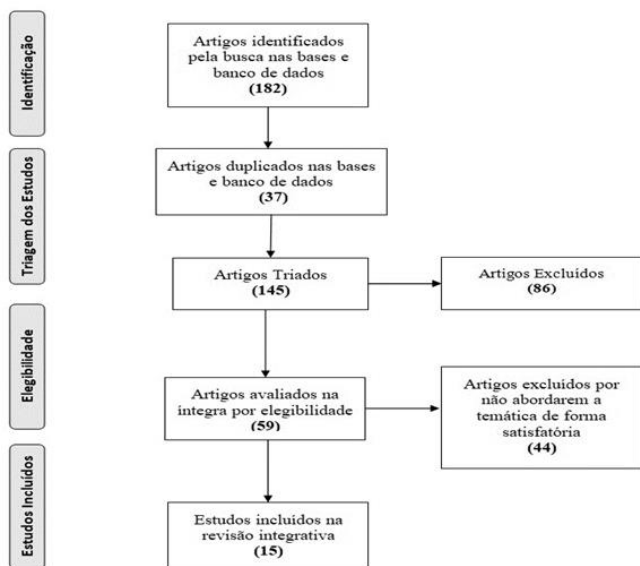 Identificação
Artigos identificados
pela busca nas bases e
banco de dados
(182)
Triagem dos Estudos
Artigos duplicados nas bases
e banco de dados
(37)
Artigos Triados
(145)
Artigos Excluídos
(86)
Elegibilidade
Artigos avaliados na
íntegra por elegibilidade
(59)
Artigos excluídos por
não abordarem a
temática de forma
satisfatória
(44)
Estudos Incluídos
Estudos incluídos na
revisão integrativa
(15)